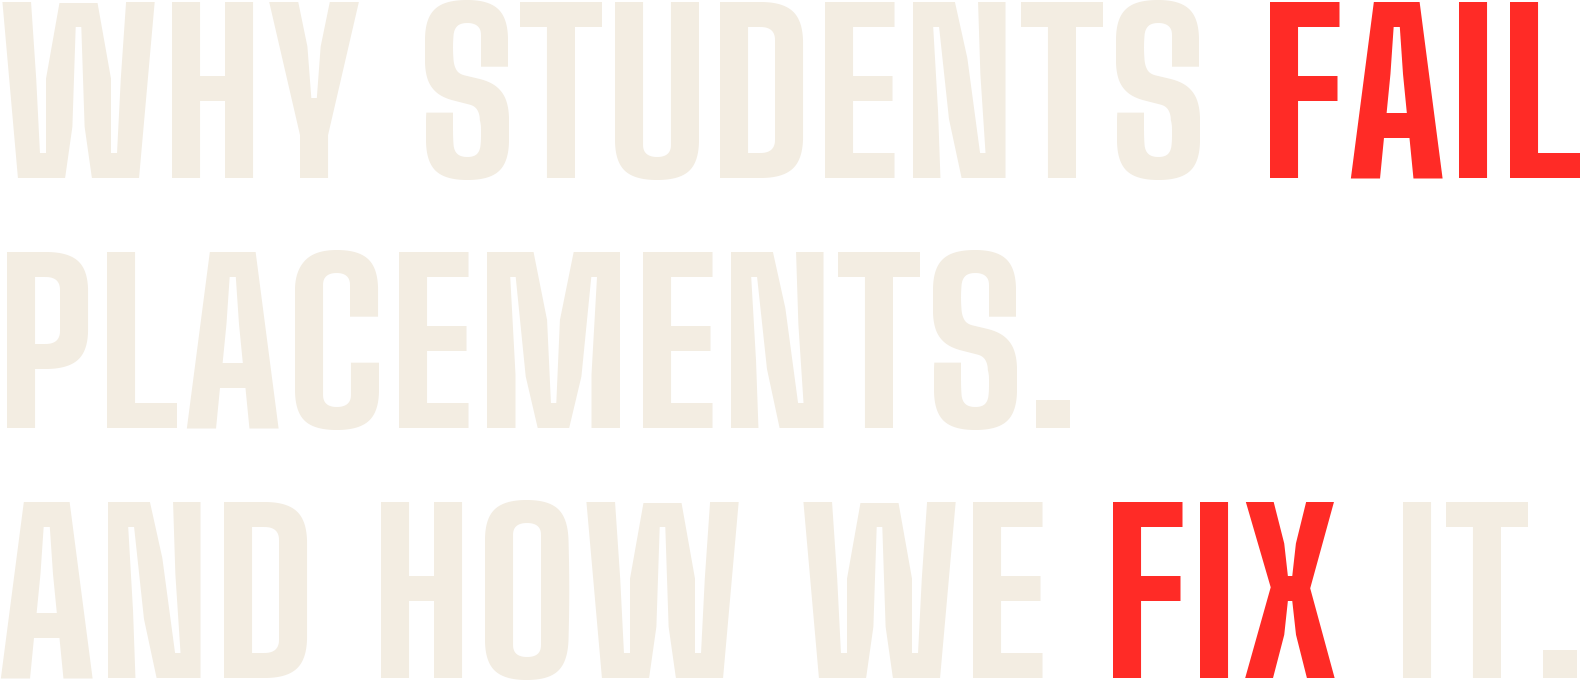 WHY STUDENTS FAIL
PLACEMENTS.
AND HOW WE FIX IT.